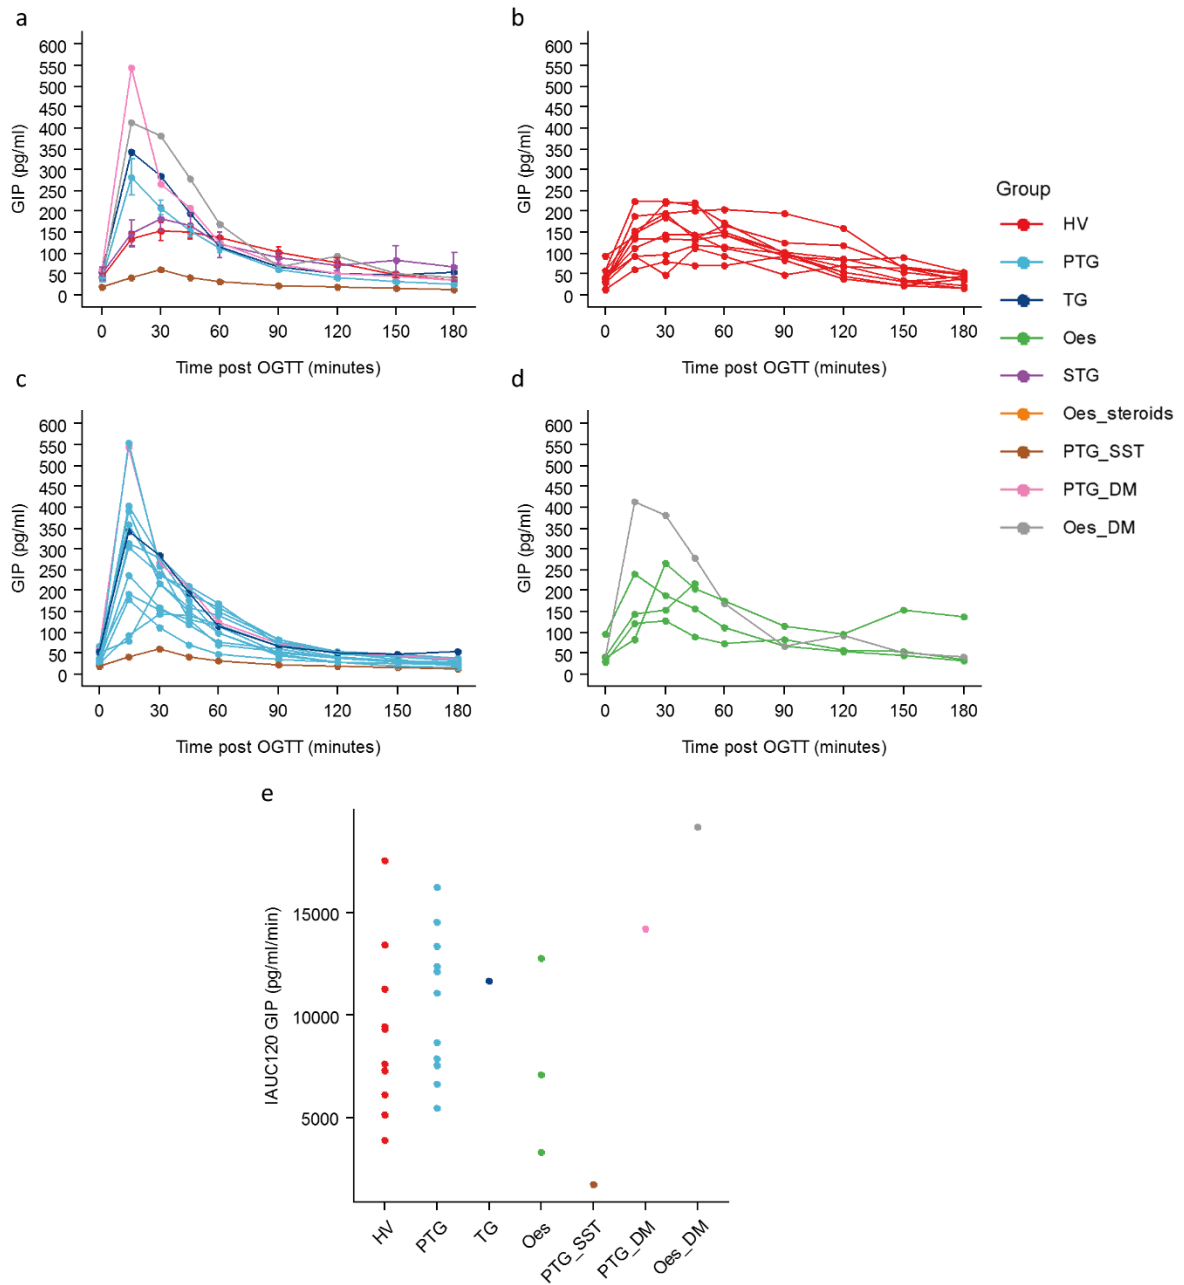 a
600
550
500
450
400
350
300
250
200
150
100
50
0
GIP (pg/ml)
0 30 60 90 120 150 180
Time post OGTT (minutes)
b
600
550
500
450
400
350
300
250
200
150
100
50
0
GIP (pg/ml)
0 30 60 90 120 150 180
Time post OGTT (minutes)
Group
HV
PTG
TG
Oes
STG
Oes_steroids
PTG_SST
PTG_DM
Oes_DM
c
600
550
500
450
400
350
300
250
200
150
100
50
0
GIP (pg/ml)
0 30 60 90 120 150 180
Time post OGTT (minutes)
d
600
550
500
450
400
350
300
250
200
150
100
50
0
GIP (pg/ml)
0 30 60 90 120 150 180
Time post OGTT (minutes)
e
15000
10000
5000
IAUC120 GIP (pg/ml/min)
HV PTG TG Oes PTG_SST PTG_DM Oes_DM